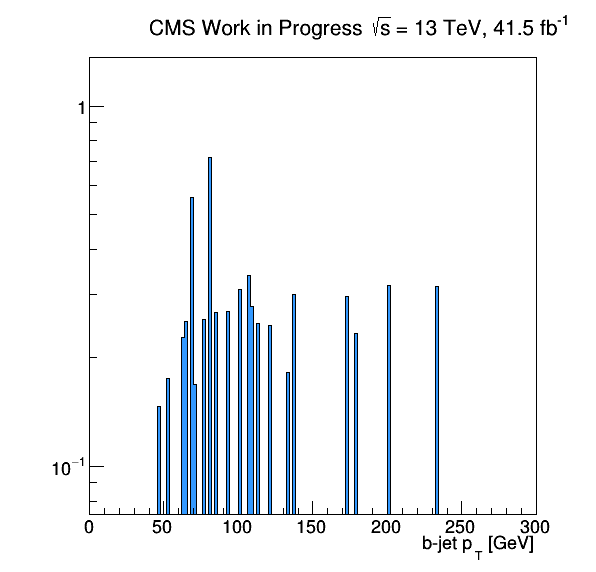 CMS Work in Progress √s = 13 TeV, 41.5 fb⁻¹
1
10⁻¹
0 50 100 150 200 250 300
b-jet p_T [GeV]